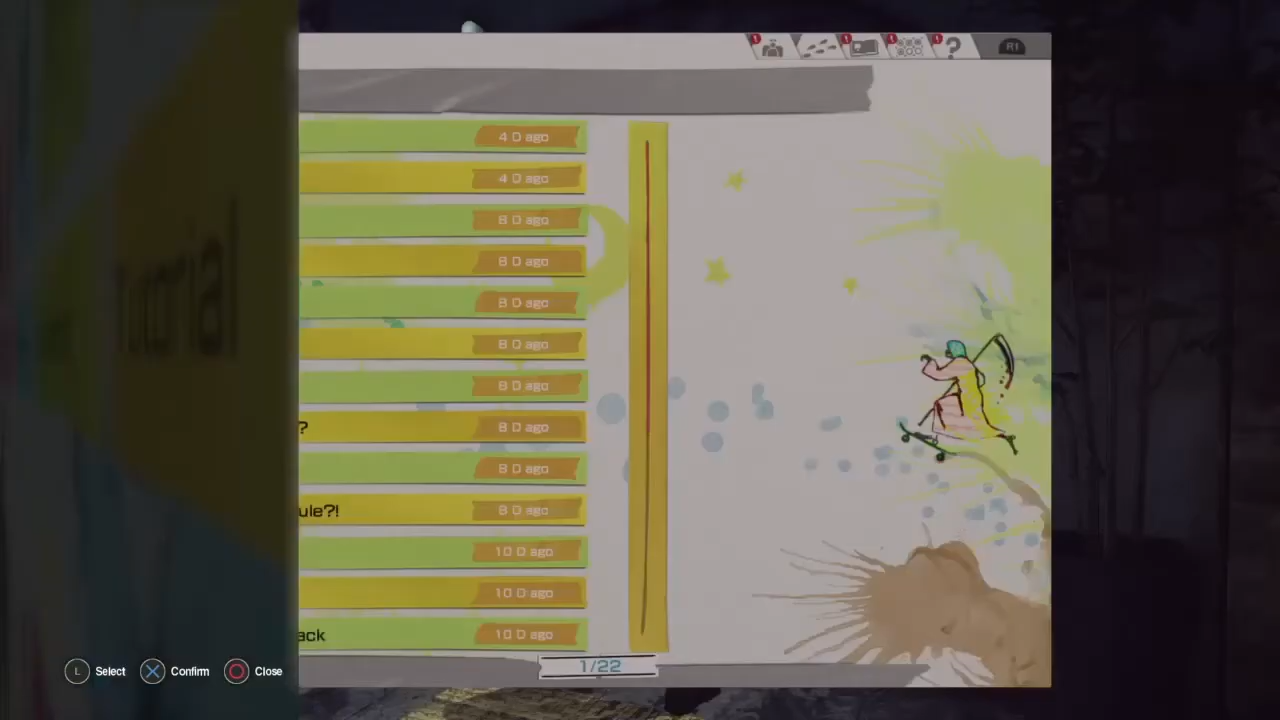 R1
4 D ago
4 D ago
8 D ago
8 D ago
8 D ago
8 D ago
8 D ago
? 8 D ago
8 D ago
ule?! 8 D ago
10 D ago
10 D ago
ack 10 D ago
1/22
utorial
L Select Confirm Close